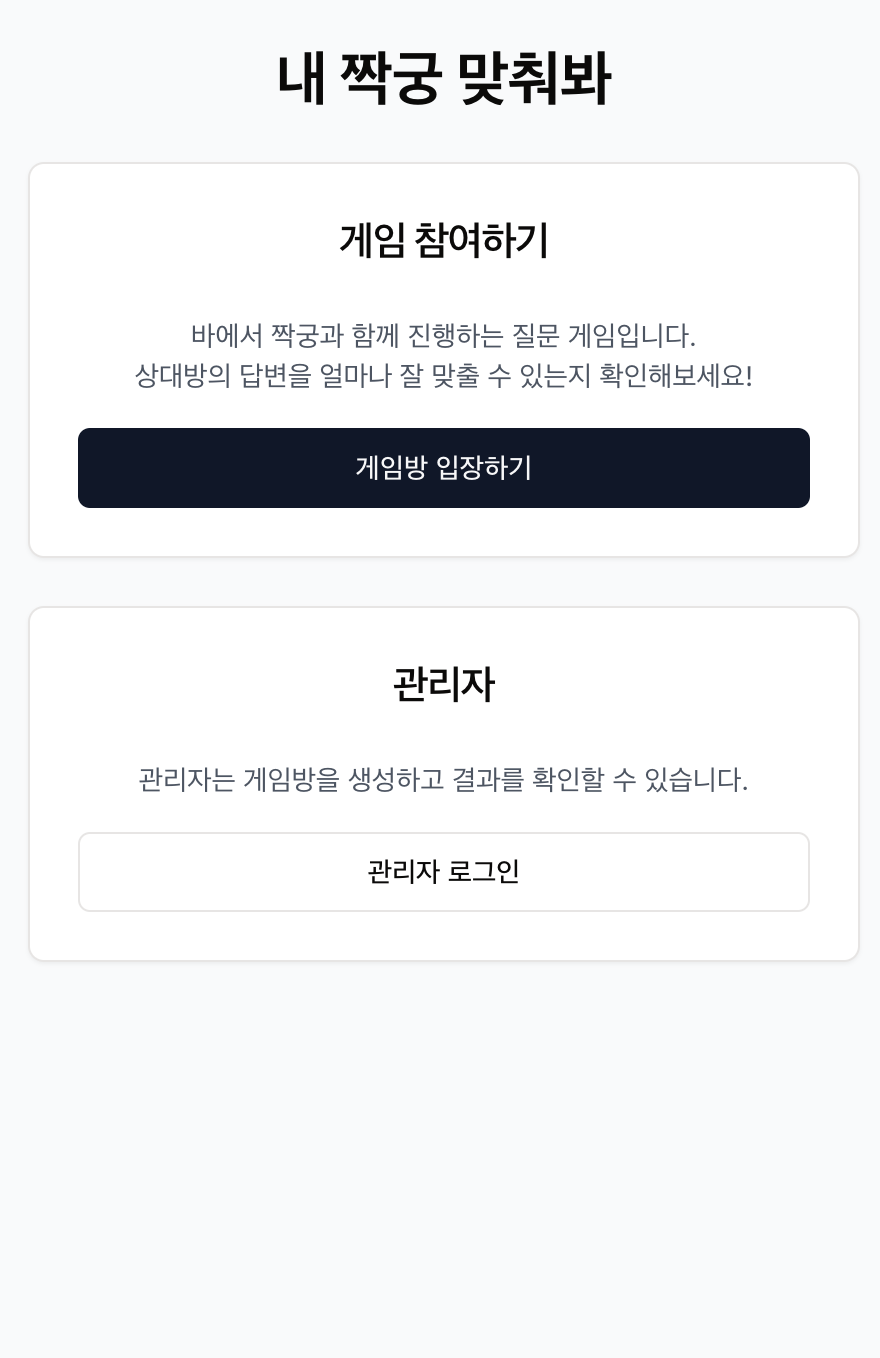 내 짝궁 맞춰봐
게임 참여하기
바에서 짝궁과 함께 진행하는 질문 게임입니다.
상대방의 답변을 얼마나 잘 맞출 수 있는지 확인해보세요!
게임방 입장하기
관리자
관리자는 게임방을 생성하고 결과를 확인할 수 있습니다.
관리자 로그인